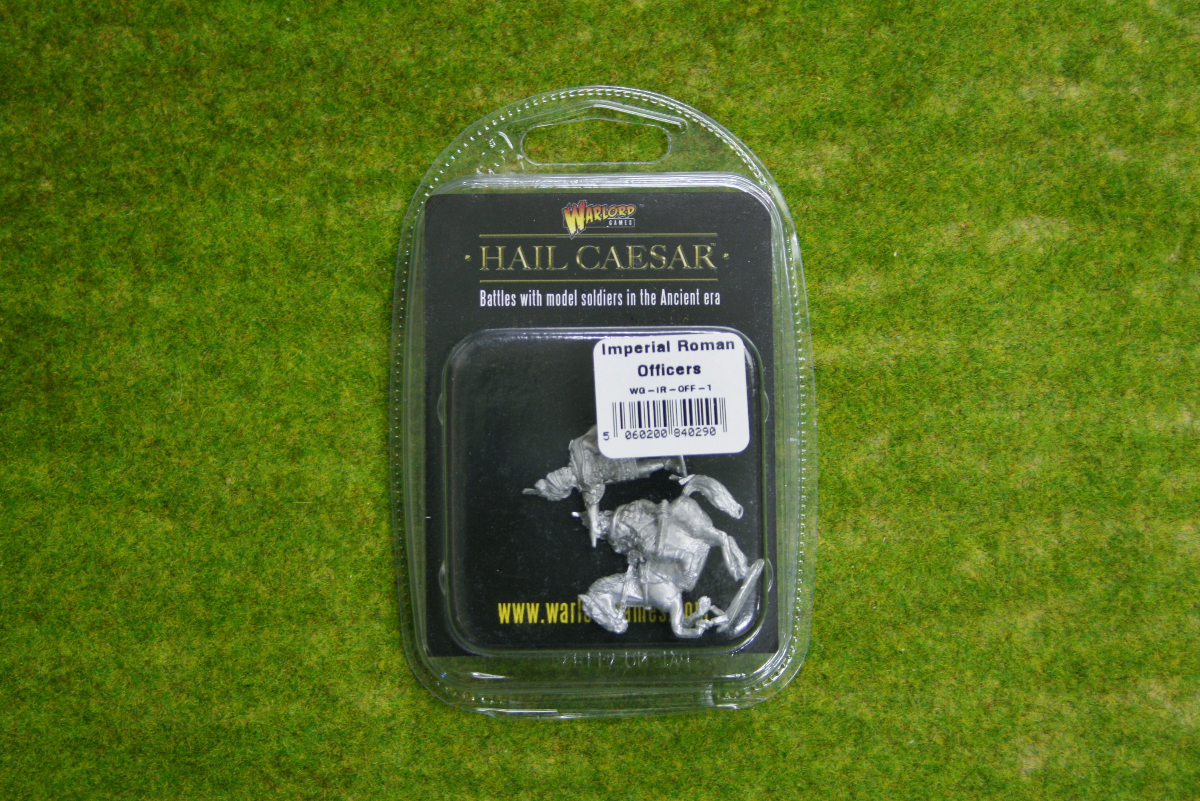 WARLORD
GAMES
HAIL CAESAR™
Battles with model soldiers in the Ancient era
Imperial Roman
Officers
WG-IR-OFF-1
5 060200 840290
www.warl